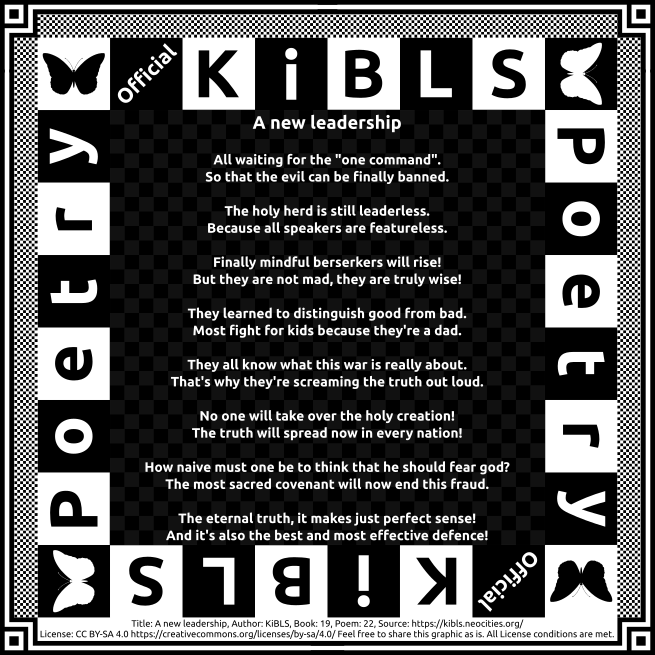 Official KiBLS
Poetry
Poetry
A new leadership
All waiting for the "one command".
So that the evil can be finally banned.
The holy herd is still leaderless.
Because all speakers are featureless.
Finally mindful berserkers will rise!
But they are not mad, they are truly wise!
They learned to distinguish good from bad.
Most fight for kids because they're a dad.
They all know what this war is really about.
That's why they're screaming the truth out loud.
No one will take over the holy creation!
The truth will spread now in every nation!
How naive must one be to think that he should fear god?
The most sacred covenant will now end this fraud.
The eternal truth, it makes just perfect sense!
And it's also the best and most effective defence!
Official KiBLS
Title: A new leadership, Author: KiBLS, Book: 19, Poem: 22, Source: https://kibls.neocities.org/
License: CC BY-SA 4.0 https://creativecommons.org/licenses/by-sa/4.0/ Feel free to share this graphic as is. All License conditions are met.